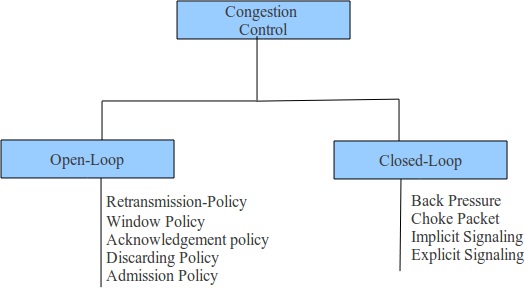 Congestion
Control
Open-Loop
Closed-Loop
Retransmission-Policy
Window Policy
Acknowledgement policy
Discarding Policy
Admission Policy
Back Pressure
Choke Packet
Implicit Signaling
Explicit Signaling